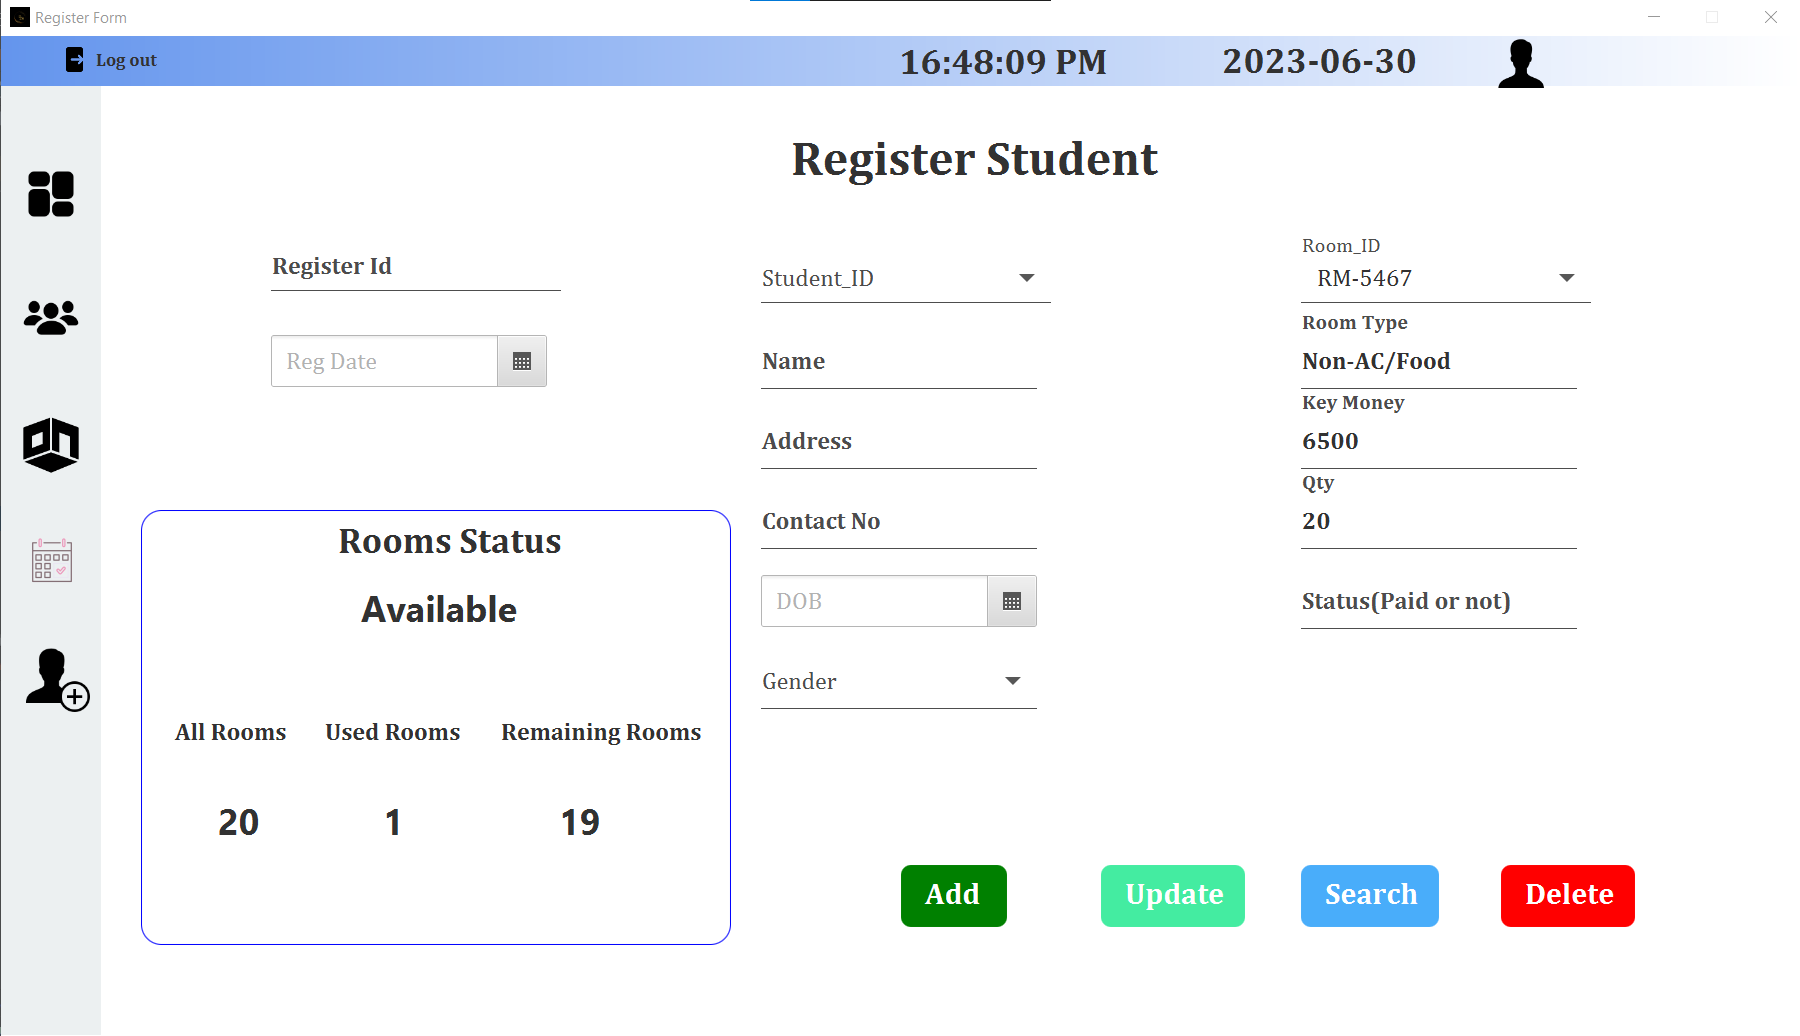 Register Form
Log out
16:48:09 PM
2023-06-30
Register Student
Register Id
Reg Date
Student_ID
Name
Address
Contact No
DOB
Gender
Room_ID
RM-5467
Room Type
Non-AC/Food
Key Money
6500
Qty
20
Status(Paid or not)
Rooms Status
Available
All Rooms Used Rooms Remaining Rooms
20 1 19
Add Update Search Delete